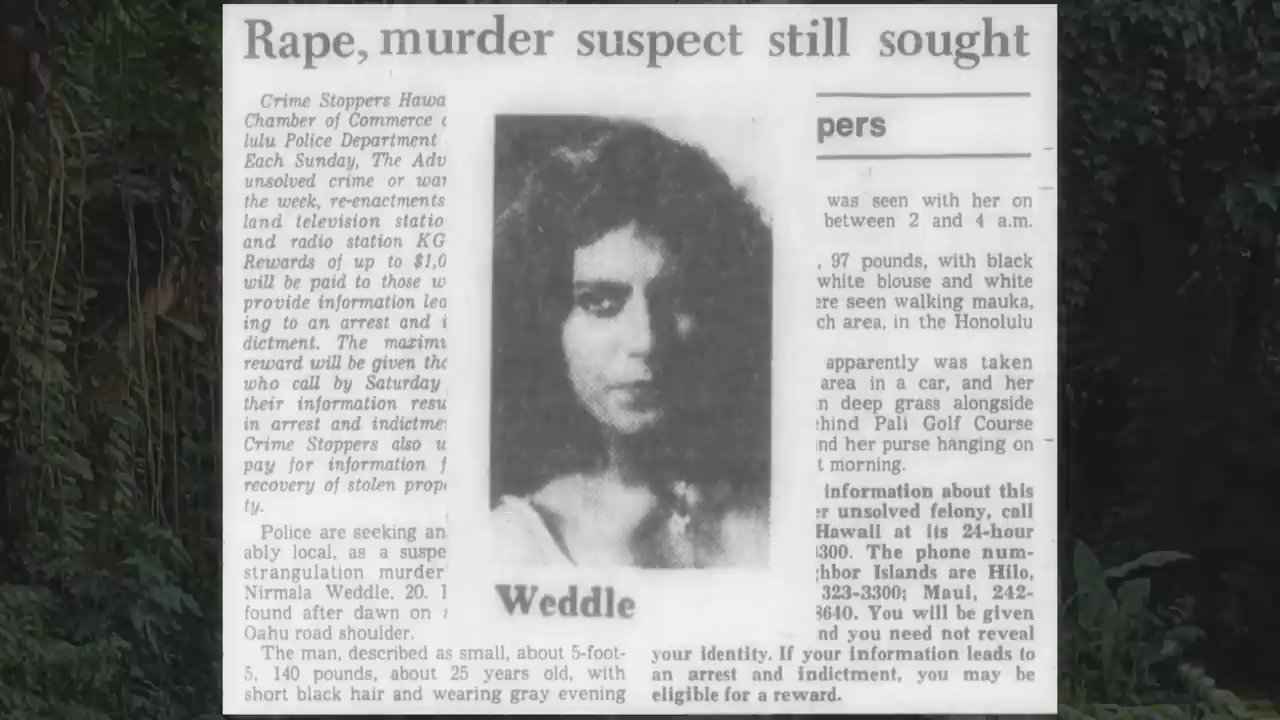 Rape, murder suspect still sought
Crime Stoppers Hawa
Chamber of Commerce
lulu Police Department
Each Sunday, The Adv
unsolved crime or wa
the week, re-enactments
land television statio
and radio station KG
Rewards of up to $1,0
will be paid to those w
provide information lea
ing to an arrest and i
dictment. The maxim
reward will be given tho
who call by Saturday
their information resu
in arrest and indictme
Crime Stoppers also w
pay for information f
recovery of stolen prop
ty.
Police are seeking an
ably local, as a suspe
strangulation murder
Nirmala Weddle, 20.
found after dawn on
Oahu road shoulder.
The man, described as small, about 5-foot-
5, 140 pounds, about 25 years old, with
short black hair and wearing gray evening
Weddle
pers
was seen with her on
between 2 and 4 a.m.
, 97 pounds, with black
white blouse and white
ere seen walking mauka,
ch area, in the Honolulu
apparently was taken
area in a car, and her
n deep grass alongside
hind Pali Golf Course
nd her purse hanging on
t morning.
information about this
er unsolved felony, call
Hawaii at its 24-hour
300. The phone num-
hbor Islands are Hilo,
323-3300; Maui, 242-
3640. You will be given
nd you need not reveal
your identity. If your information leads to
an arrest and indictment, you may be
eligible for a reward.